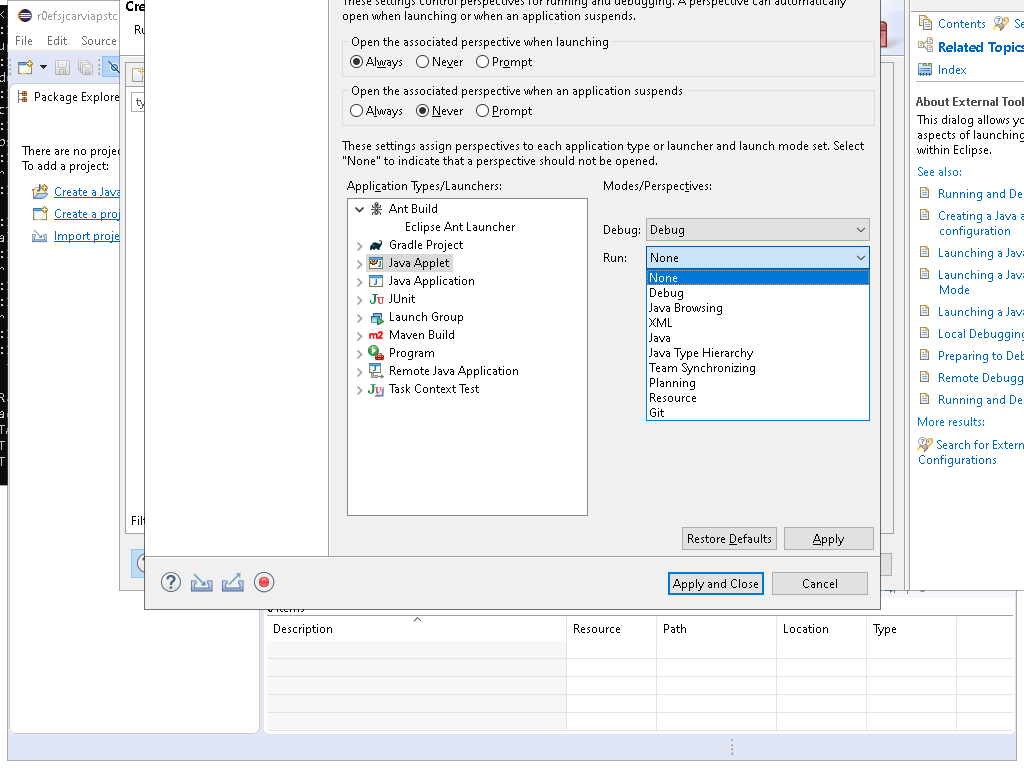 These settings control perspectives for running and debugging. A perspective can automatically
open when launching or when an application suspends.
Open the associated perspective when launching
Always
Never
Prompt
Open the associated perspective when an application suspends
Always
Never
Prompt
These settings assign perspectives to each application type or launcher and launch mode set. Select
"None" to indicate that a perspective should not be opened.
Application Types/Launchers:
Modes/Perspectives:
Ant Build
Eclipse Ant Launcher
Gradle Project
Java Applet
Java Application
JUnit
Launch Group
Maven Build
Program
Remote Java Application
Task Context Test
Debug:
Debug
Run:
None
None
Debug
Java Browsing
XML
Java
Java Type Hierarchy
Team Synchronizing
Planning
Resource
Git
Restore Defaults
Apply
Apply and Close
Cancel
r0efsjcarviapstc
File
Edit
Source
Package Explore
There are no proje
To add a project:
Create a Java
Create a proj
Import proje
Cre
Ru
ty
Filt
Contents
Se
Related Topics
Index
About External Tool
This dialog allows yo
aspects of launching
within Eclipse.
See also:
Running and De
Creating a Java a
configuration
Launching a Java
Launching a Java
Mode
Launching a Java
Local Debugging
Preparing to Deb
Remote Debugg
Running and De
More results:
Search for Extern
Configurations
Description
Resource
Path
Location
Type